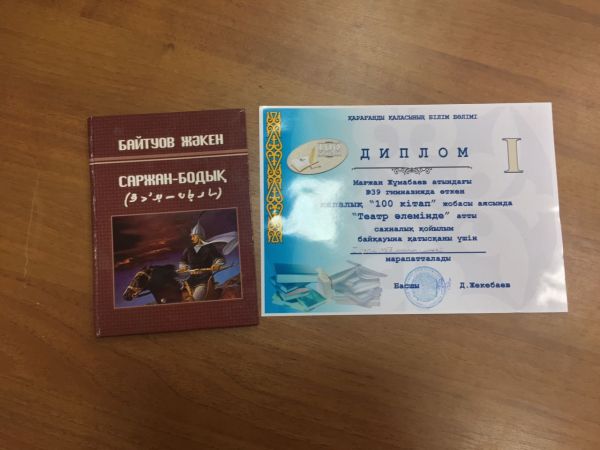 БАЙТУОВ ЖӘКЕН
САРЖАН-БОДЫҚ
ҚАРАҒАНДЫ ҚАЛАСЫНЫҢ БІЛІМ БӨЛІМІ
100
ДИПЛОМ
I
Мағжан Жұмабаев атындағы
№39 гимназияда өткен
қалалық "100 кітап" жобасы аясында
"Театр әлемінде" атты
сахналық қойылым
байқауына қатысқаны үшін
марапатталады
Басшы Д.Жекебаев